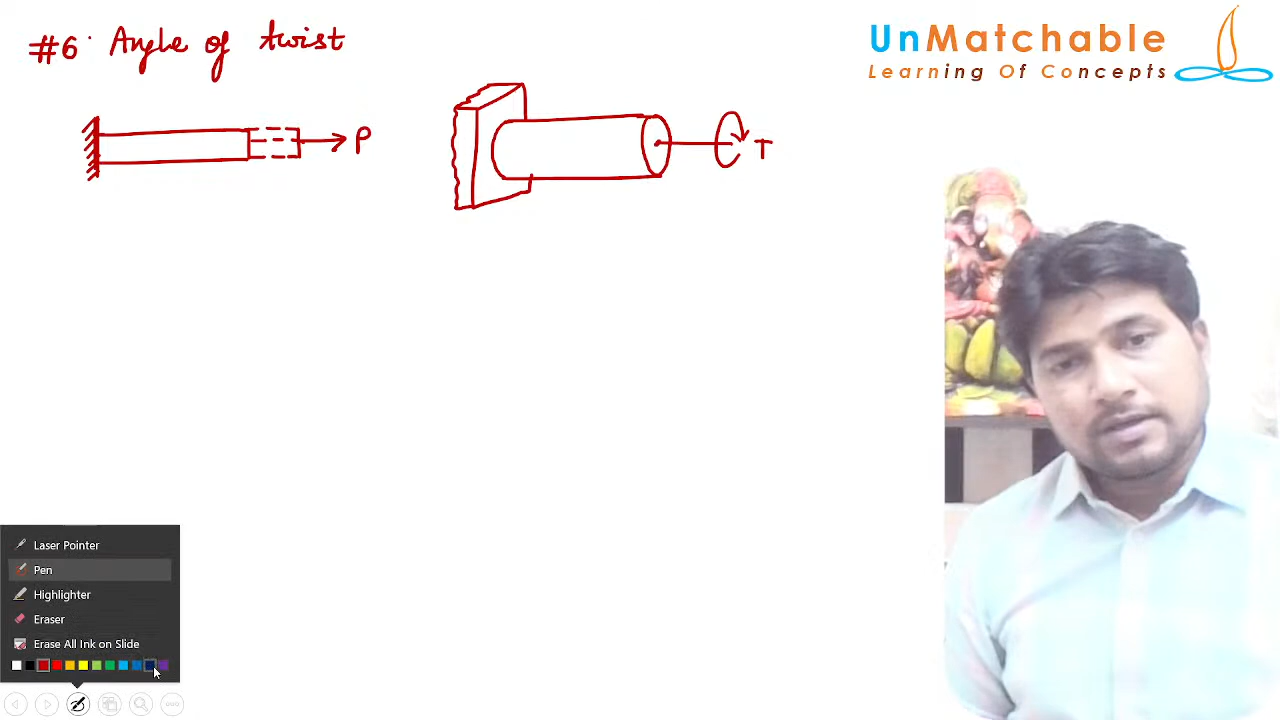 #6. Angle of twist
UnMatchable
Learning Of Concepts
P
T
Laser Pointer
Pen
Highlighter
Eraser
Erase All Ink on Slide